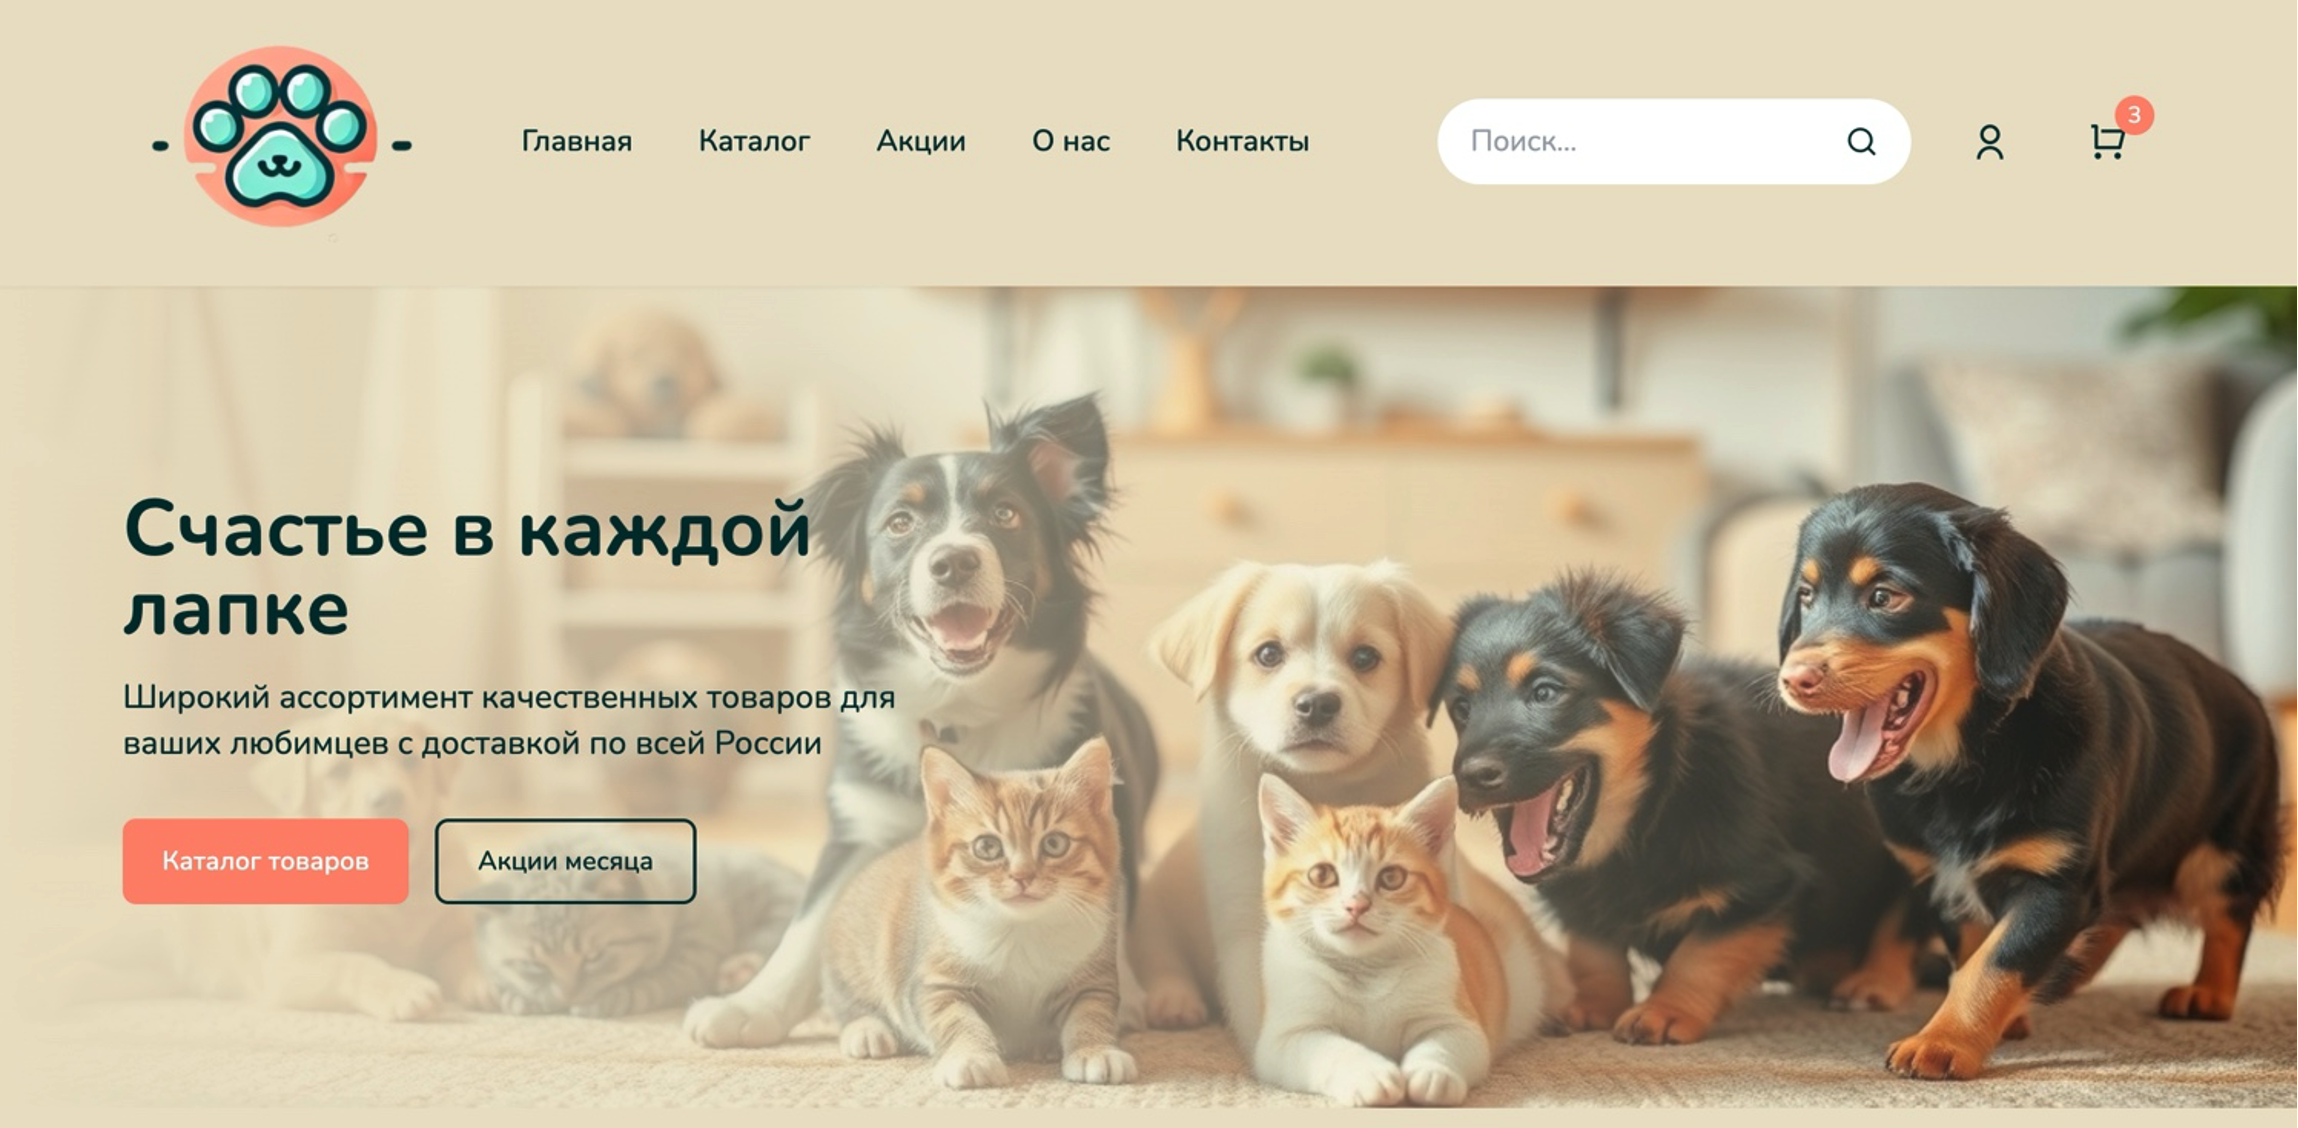 Главная
Каталог
Акции
О нас
Контакты
Поиск...
3
Счастье в каждой
лапке
Широкий ассортимент качественных товаров для
ваших любимцев с доставкой по всей России
Каталог товаров
Акции месяца